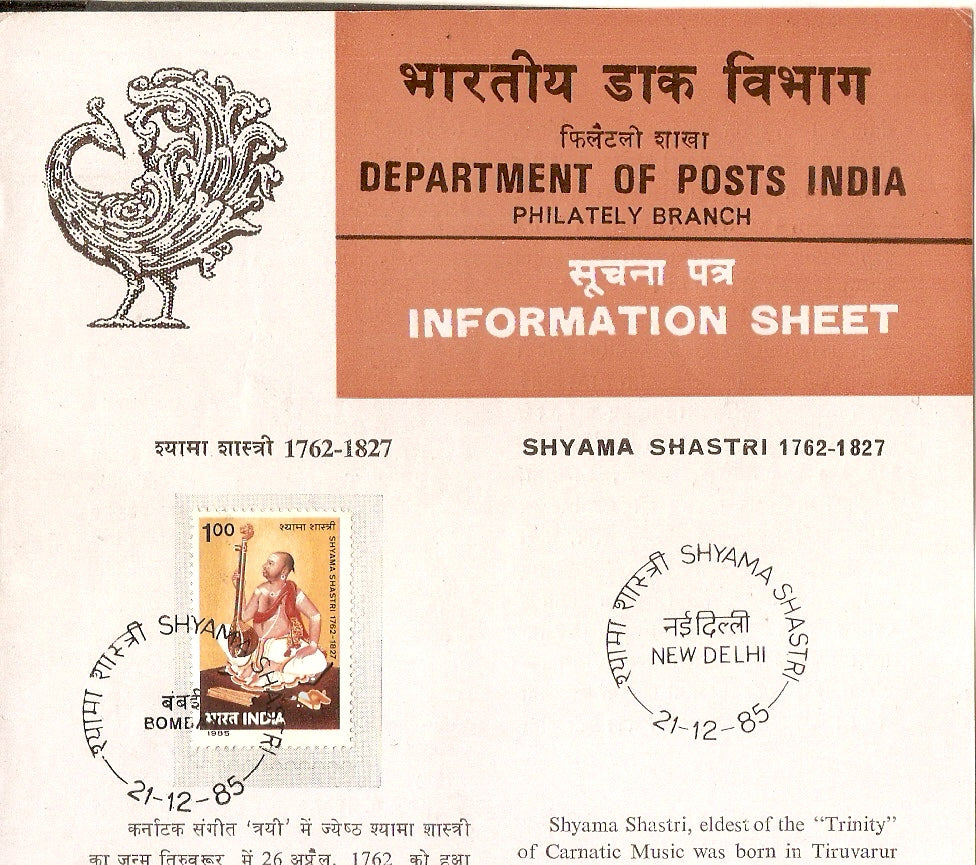 भारतीय डाक विभाग
फिलैटली शाखा
DEPARTMENT OF POSTS INDIA
PHILATELY BRANCH
सूचना पत्र
INFORMATION SHEET
श्यामा शास्त्री 1762-1827
SHYAMA SHASTRI 1762-1827
1.00 श्यामा शास्त्री
SHYAMA SHASTRI 1762-1827
भारत INDIA
1985
श्यामा शास्त्री SHYAMA SHASTRI
बंबई
BOMBA
21-12-85
श्यामा शास्त्री SHYAMA SHASTRI
नई दिल्ली
NEW DELHI
21-12-85
कर्नाटक संगीत 'त्रयी' में ज्येष्ठ श्यामा शास्त्री
का जन्म तिरुवरूर में 26 अप्रैल, 1762 को हुआ
Shyama Shastri, eldest of the "Trinity"
of Carnatic Music was born in Tiruvarur